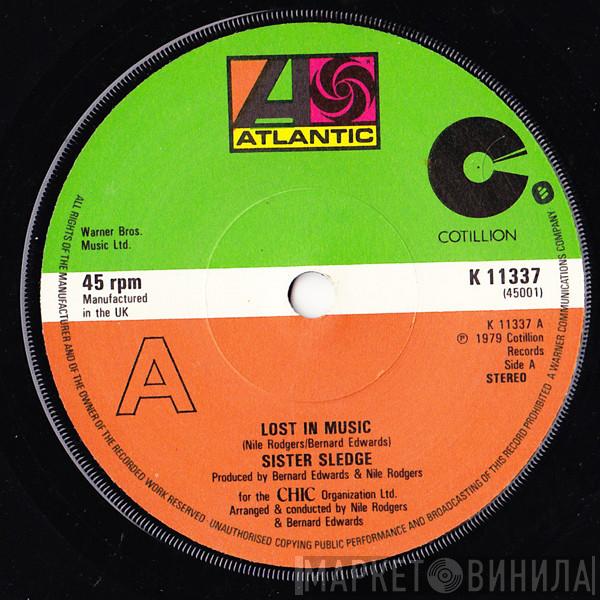 ATLANTIC
COTILLION
Warner Bros.
Music Ltd.
45 rpm
Manufactured
in the UK
K 11337
(45001)
K 11337 A
℗ 1979 Cotillion
Records
Side A
STEREO
A
LOST IN MUSIC
(Nile Rodgers/Bernard Edwards)
SISTER SLEDGE
Produced by Bernard Edwards & Nile Rodgers
for the CHIC Organization Ltd.
Arranged & conducted by Nile Rodgers
& Bernard Edwards
ALL RIGHTS OF THE MANUFACTURER AND OF THE OWNER OF THE RECORDED WORK RESERVED · UNAUTHORISED COPYING PUBLIC PERFORMANCE AND BROADCASTING OF THIS RECORD PROHIBITED A WARNER COMMUNICATIONS COMPANY
МАРКЕТ ВИНИЛА